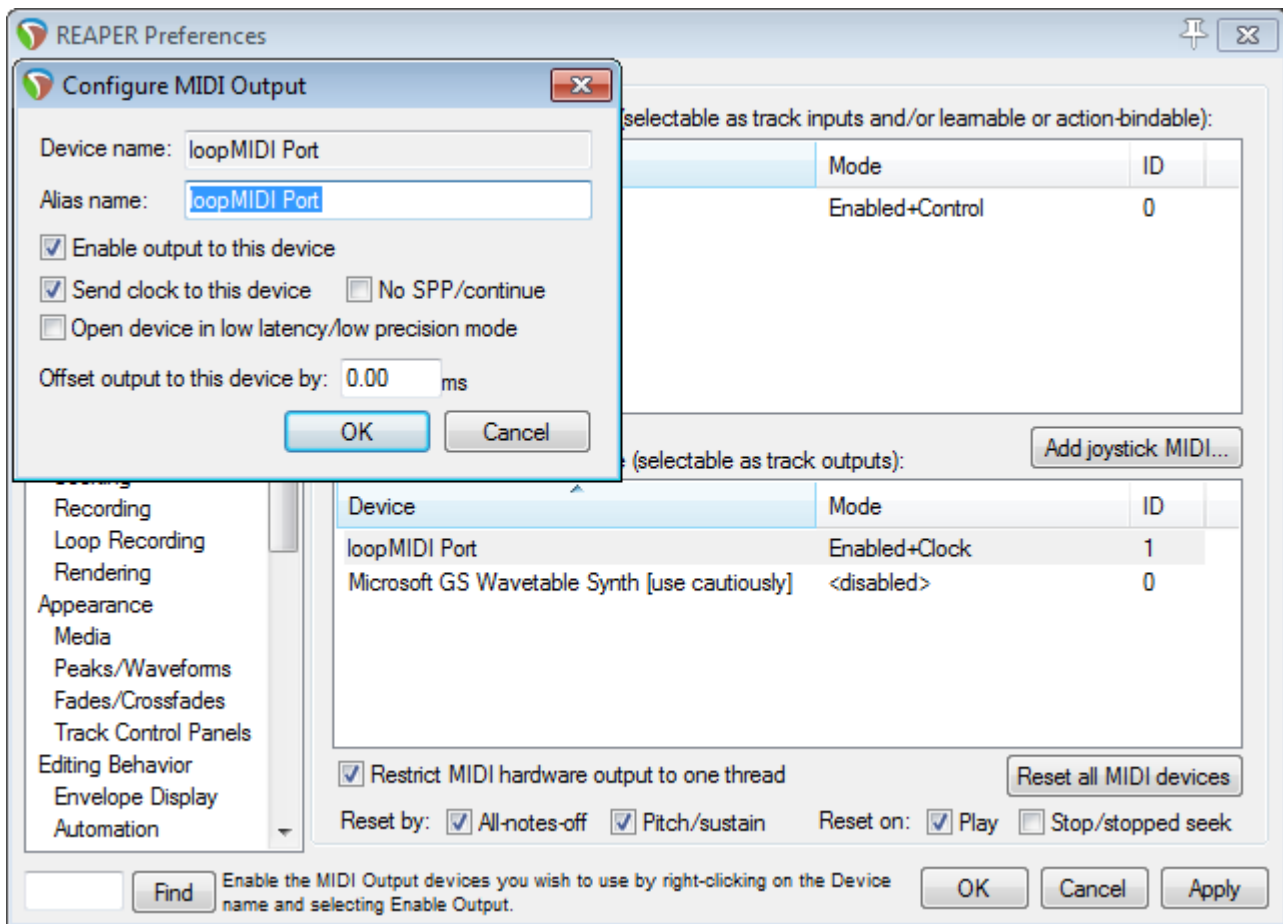 REAPER Preferences
Configure MIDI Output
Device name: loopMIDI Port
Alias name: loopMIDI Port
Enable output to this device
Send clock to this device No SPP/continue
Open device in low latency/low precision mode
Offset output to this device by: 0.00 ms
OK Cancel
(selectable as track inputs and/or learnable or action-bindable):
Mode ID
Enabled+Control 0
Add joystick MIDI...
(selectable as track outputs):
Recording
Loop Recording
Rendering
Appearance
Media
Peaks/Waveforms
Fades/Crossfades
Track Control Panels
Editing Behavior
Envelope Display
Automation
Device Mode ID
loopMIDI Port Enabled+Clock 1
Microsoft GS Wavetable Synth [use cautiously] <disabled> 0
Restrict MIDI hardware output to one thread
Reset all MIDI devices
Reset by: All-notes-off Pitch/sustain Reset on: Play Stop/stopped seek
Find
Enable the MIDI Output devices you wish to use by right-clicking on the Device
name and selecting Enable Output.
OK Cancel Apply